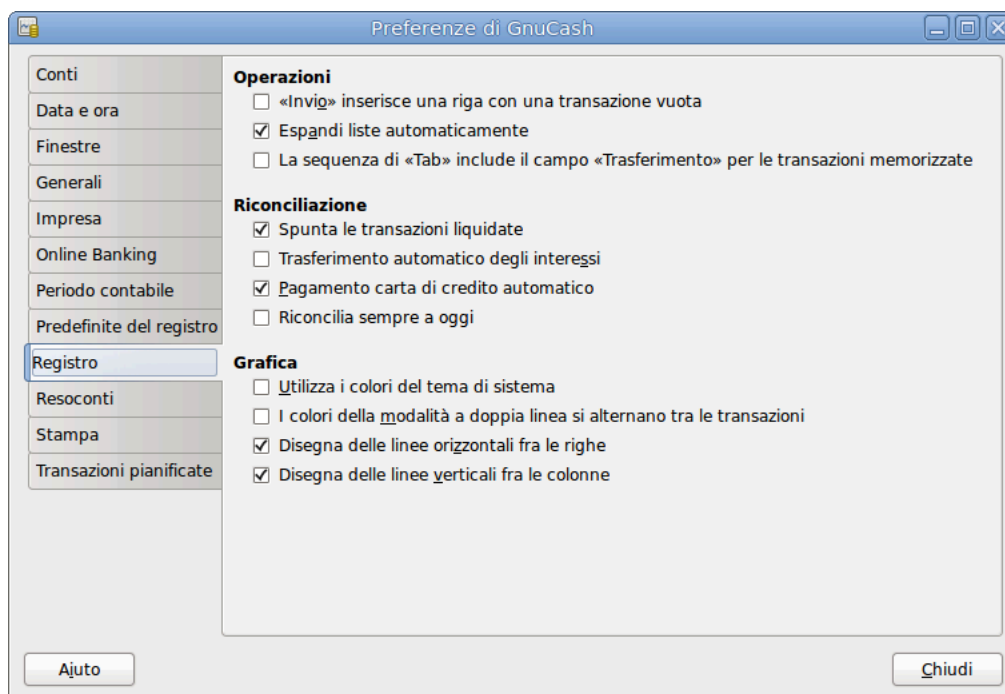 Preferenze di GnuCash
Conti
Data e ora
Finestre
Generali
Impresa
Online Banking
Periodo contabile
Predefinite del registro
Registro
Resoconti
Stampa
Transazioni pianificate
Operazioni
«Invio» inserisce una riga con una transazione vuota
Espandi liste automaticamente
La sequenza di «Tab» include il campo «Trasferimento» per le transazioni memorizzate
Riconciliazione
Spunta le transazioni liquidate
Trasferimento automatico degli interessi
Pagamento carta di credito automatico
Riconcilia sempre a oggi
Grafica
Utilizza i colori del tema di sistema
I colori della modalità a doppia linea si alternano tra le transazioni
Disegna delle linee orizzontali fra le righe
Disegna delle linee verticali fra le colonne
Aiuto
Chiudi